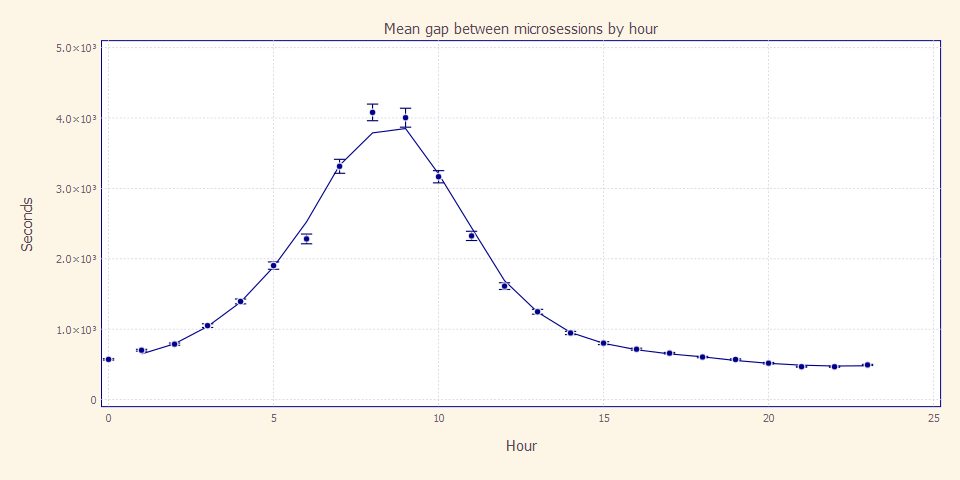 Mean gap between microsessions by hour
5.0×10³
4.0×10³
3.0×10³
2.0×10³
1.0×10³
0
Seconds
0 5 10 15 20 25
Hour